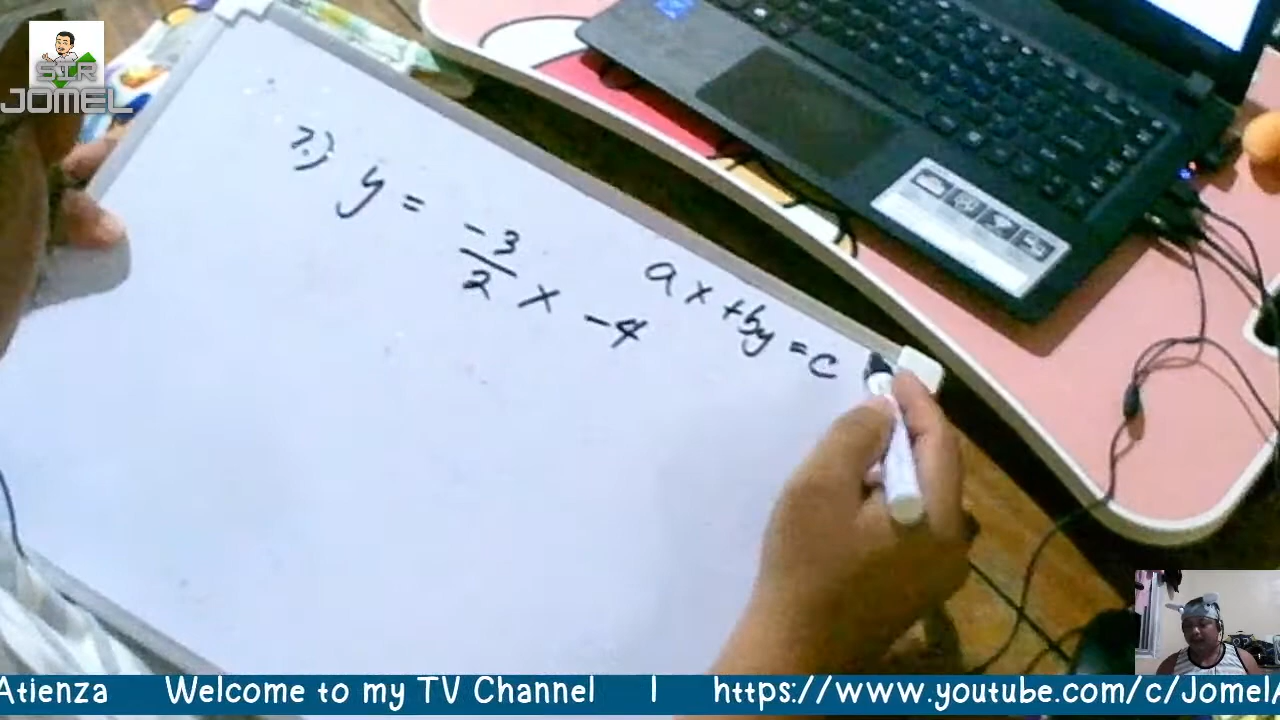 SIR
JOMEL
7.) y = -3/2 x - 4
ax + by = c
Atienza Welcome to my TV Channel | https://www.youtube.com/c/Jomel